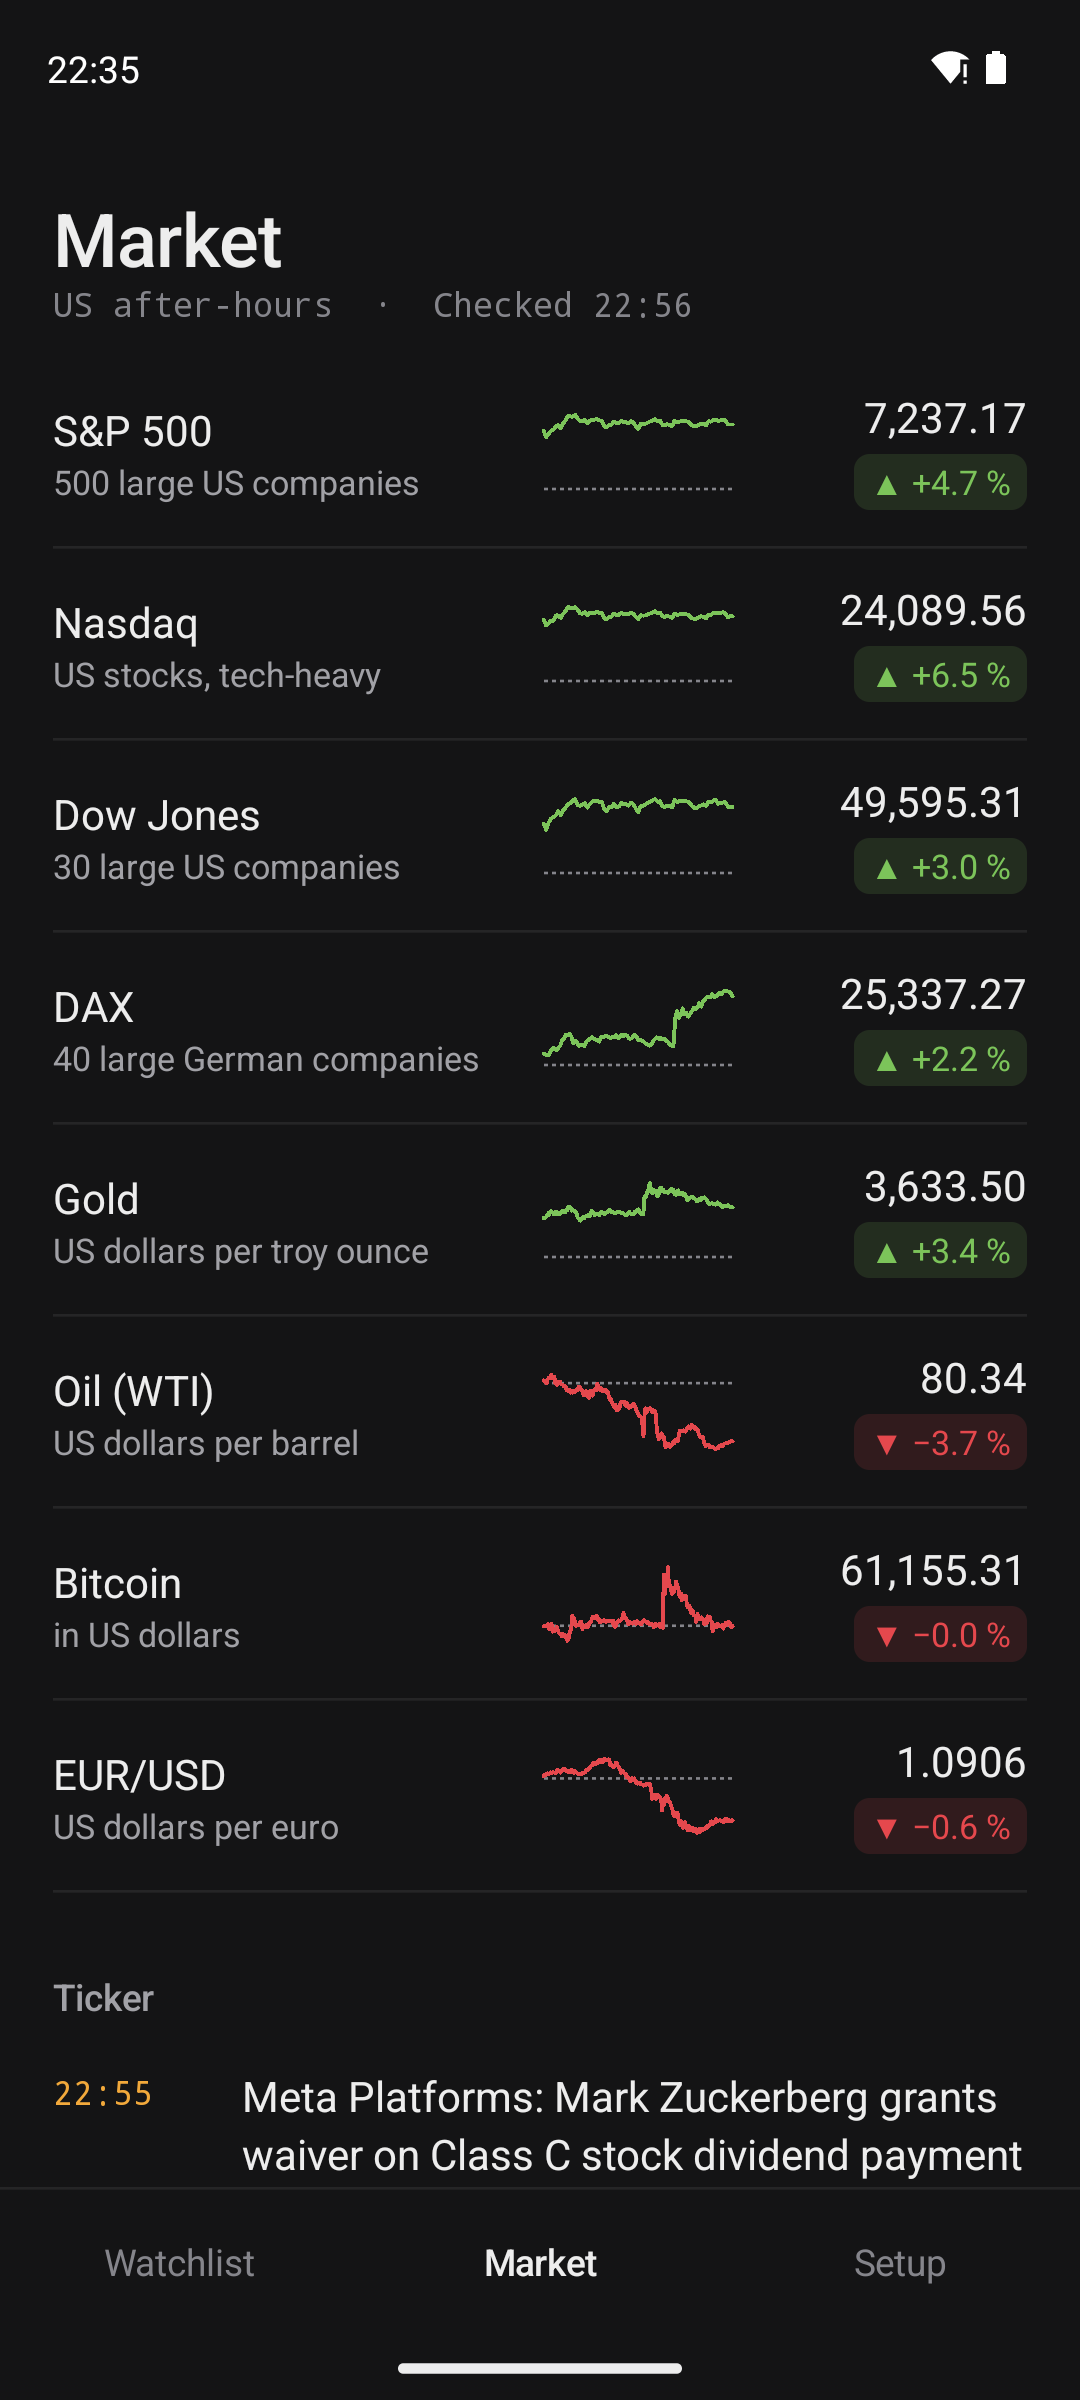 22:35
Market
US after-hours · Checked 22:56
S&P 500
7,237.17
500 large US companies
▲ +4.7 %
Nasdaq
24,089.56
US stocks, tech-heavy
▲ +6.5 %
Dow Jones
49,595.31
30 large US companies
▲ +3.0 %
DAX
25,337.27
40 large German companies
▲ +2.2 %
Gold
3,633.50
US dollars per troy ounce
▲ +3.4 %
Oil (WTI)
80.34
US dollars per barrel
▼ −3.7 %
Bitcoin
61,155.31
in US dollars
▼ −0.0 %
EUR/USD
1.0906
US dollars per euro
▼ −0.6 %
Ticker
22:55
Meta Platforms: Mark Zuckerberg grants
waiver on Class C stock dividend payment
Watchlist
Market
Setup